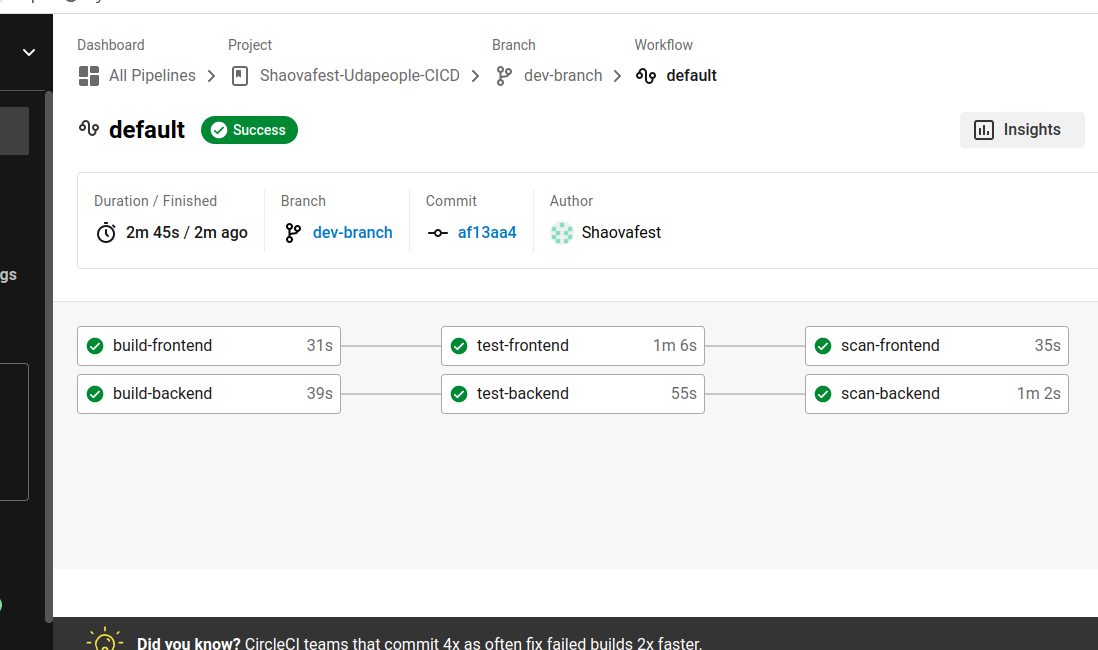 Dashboard Project Branch Workflow
All Pipelines Shaovafest-Udapeople-CICD dev-branch default
default Success Insights
Duration / Finished Branch Commit Author
2m 45s / 2m ago dev-branch af13aa4 Shaovafest
gs
build-frontend 31s test-frontend 1m 6s scan-frontend 35s
build-backend 39s test-backend 55s scan-backend 1m 2s
Did you know? CircleCI teams that commit 4x as often fix failed builds 2x faster.